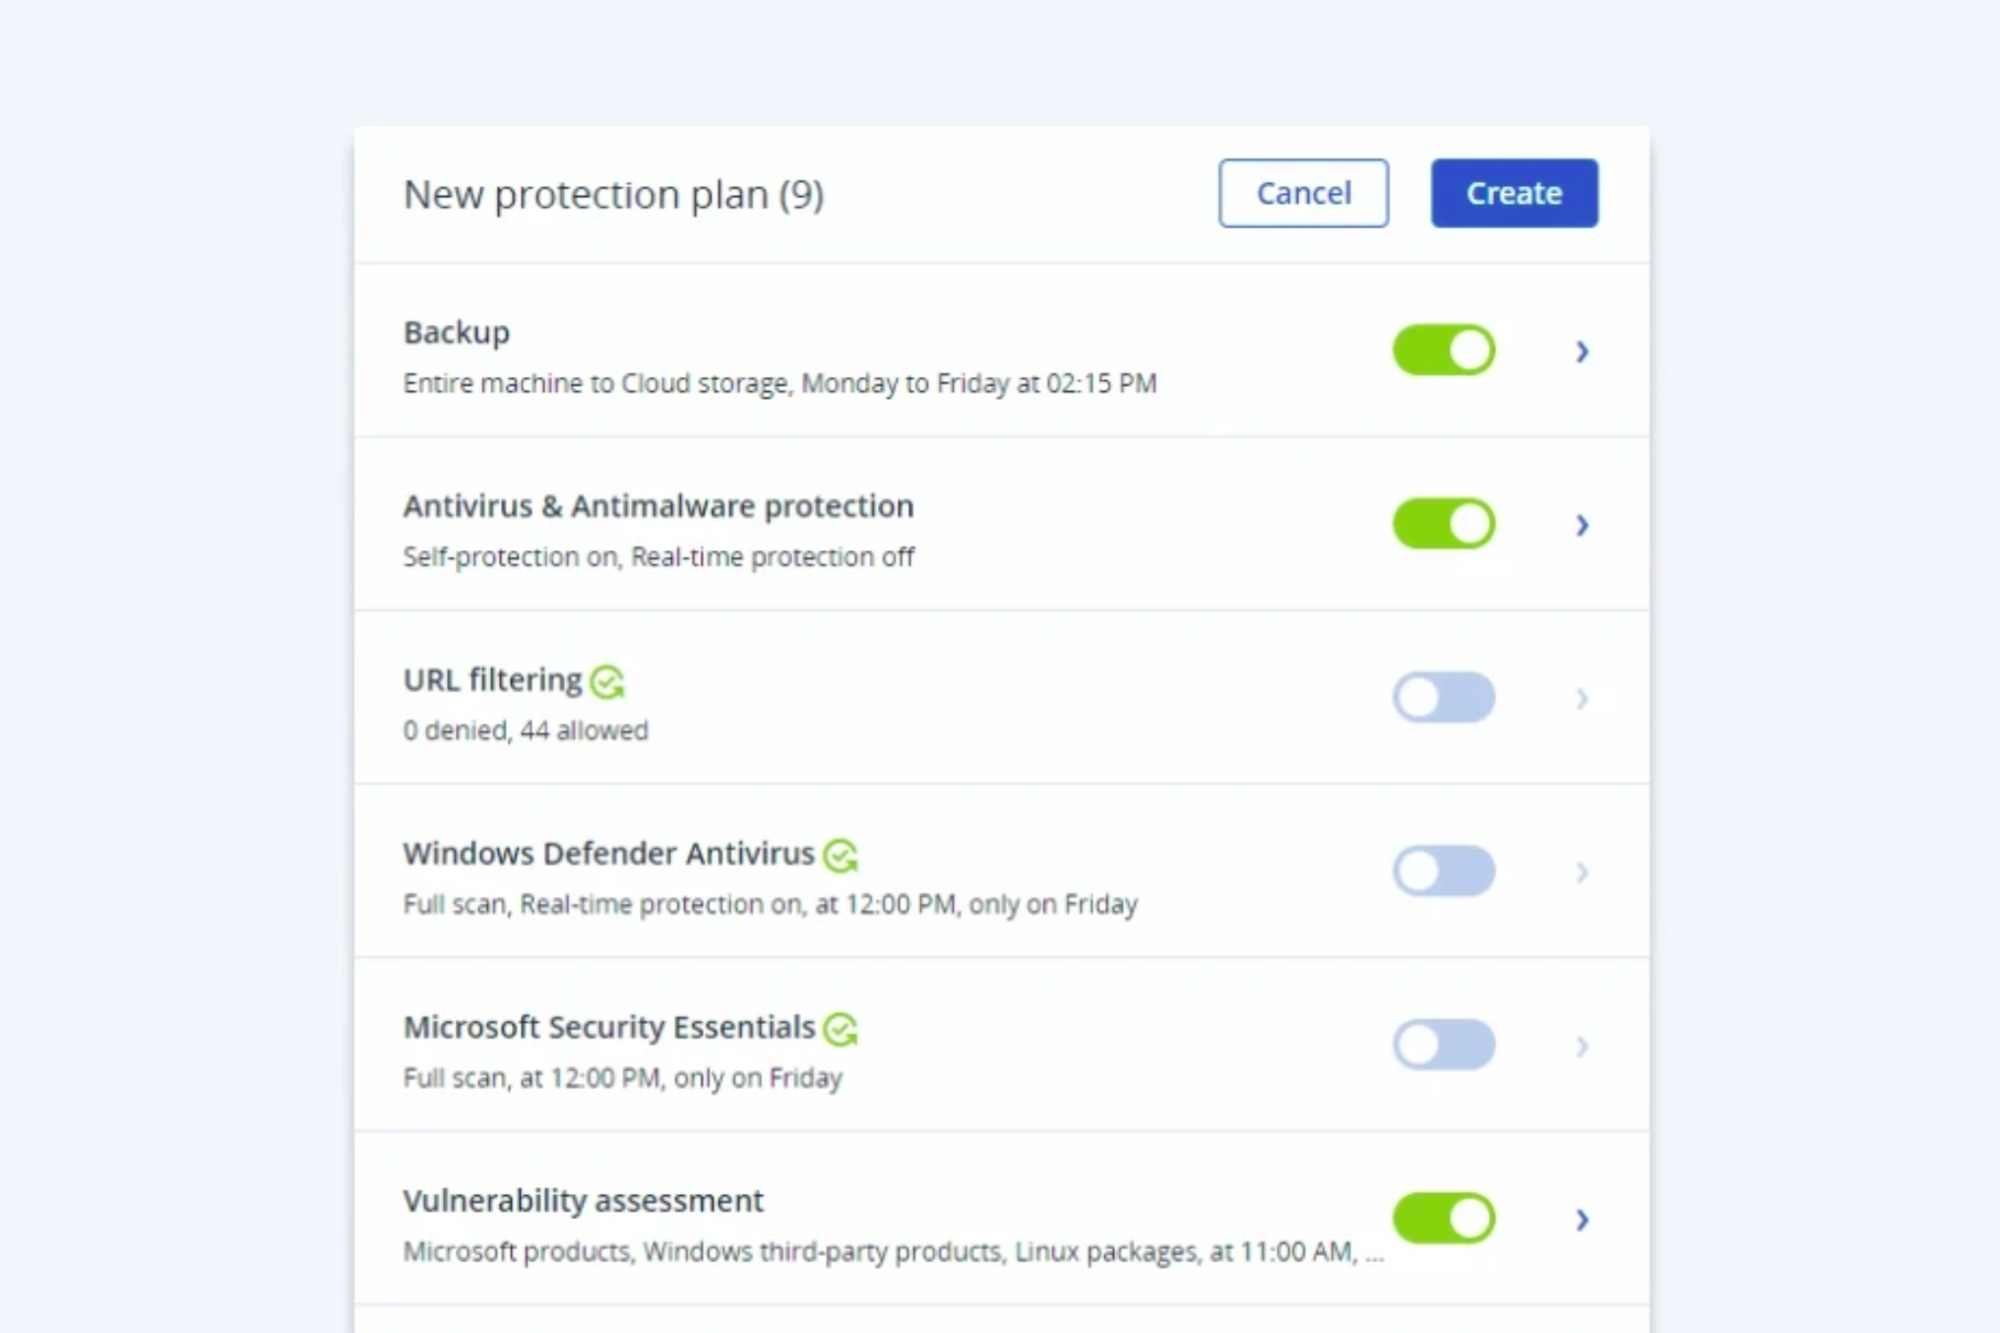 New protection plan (9)
Cancel
Create
Backup
Entire machine to Cloud storage, Monday to Friday at 02:15 PM
Antivirus & Antimalware protection
Self-protection on, Real-time protection off
URL filtering
0 denied, 44 allowed
Windows Defender Antivirus
Full scan, Real-time protection on, at 12:00 PM, only on Friday
Microsoft Security Essentials
Full scan, at 12:00 PM, only on Friday
Vulnerability assessment
Microsoft products, Windows third-party products, Linux packages, at 11:00 AM, ...